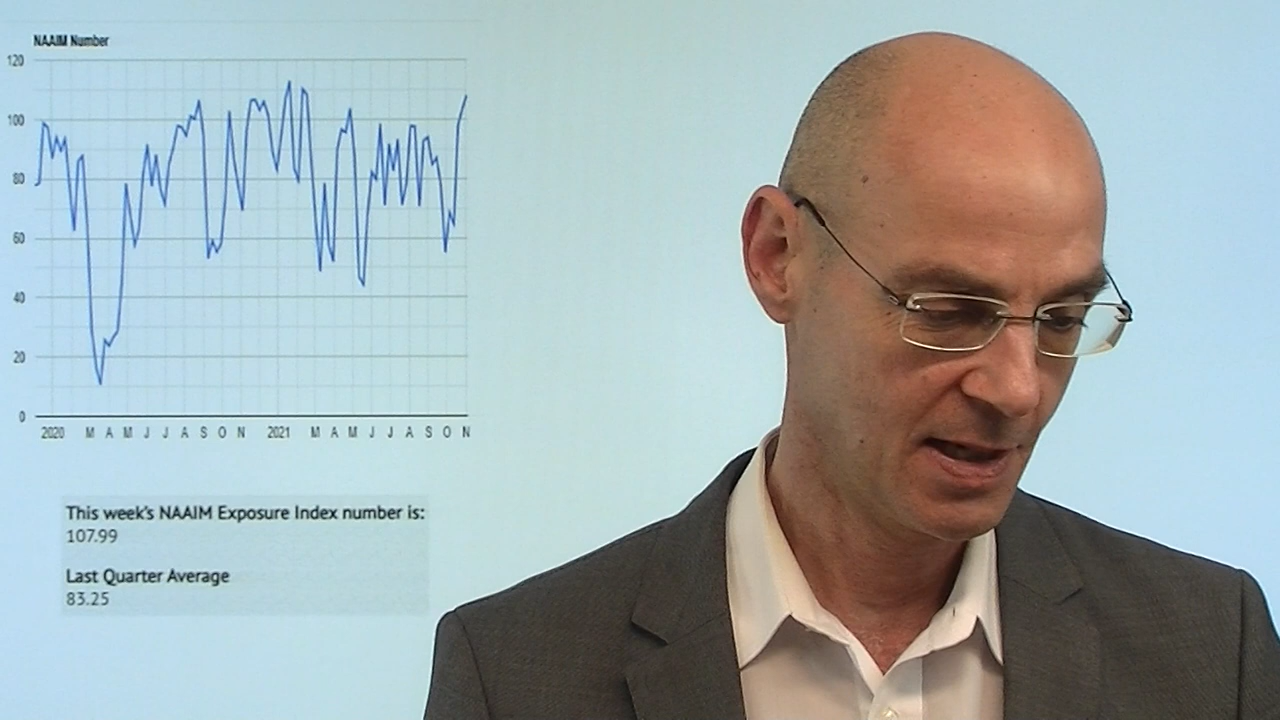 NAAIM Number
120
100
80
60
40
20
0
2020 M A M J J A S O N 2021 M A M J J A S O N
This week's NAAIM Exposure Index number is:
107.99
Last Quarter Average
83.25